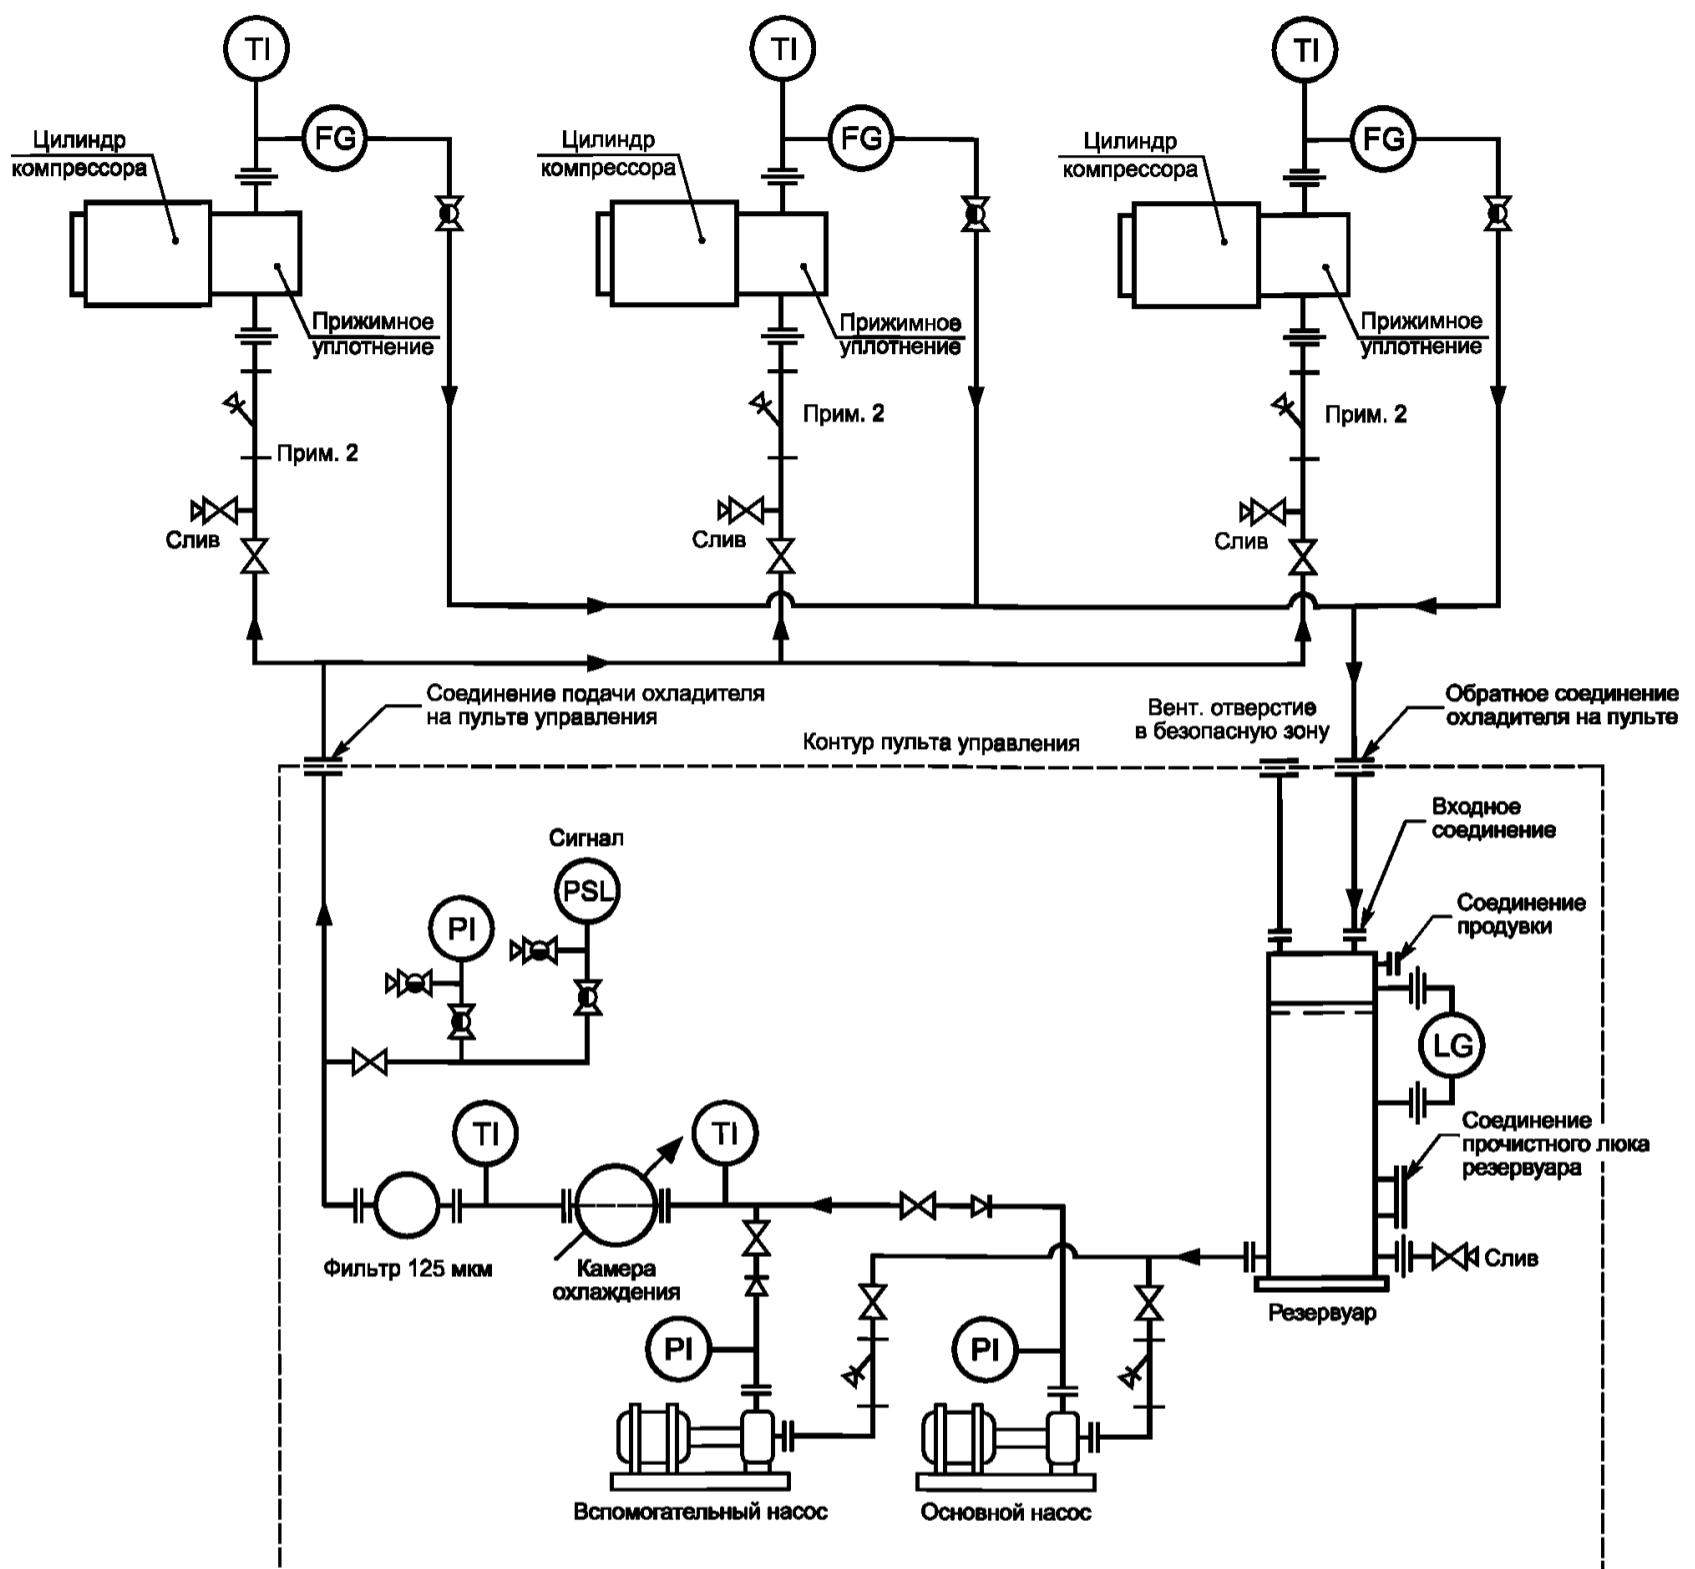 TI
TI
TI
FG
FG
FG
Цилиндр
компрессора
Цилиндр
компрессора
Цилиндр
компрессора
Прижимное
уплотнение
Прижимное
уплотнение
Прижимное
уплотнение
Прим. 2
Прим. 2
Прим. 2
Слив
Слив
Слив
Соединение подачи охладителя
на пульте управления
Вент. отверстие
в безопасную зону
Обратное соединение
охладителя на пульте
Контур пульта управления
Входное
соединение
Сигнал
PSL
PI
Соединение
продувки
LG
TI
TI
Соединение
прочистного люка
резервуара
Фильтр 125 мкм
Камера
охлаждения
Слив
Резервуар
PI
PI
Вспомогательный насос
Основной насос